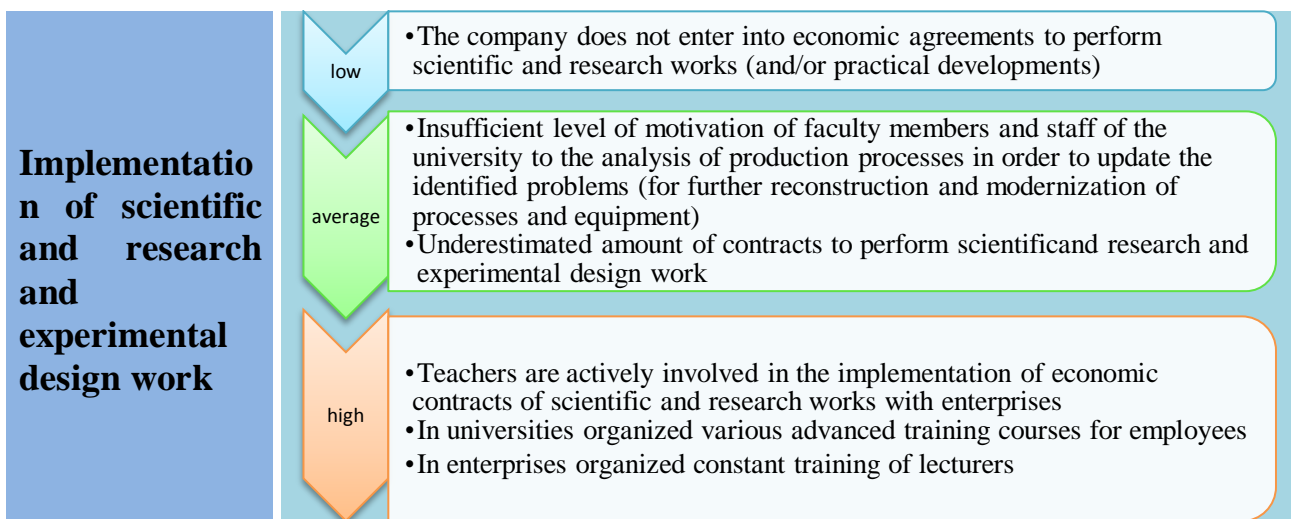 Implementatio
n of scientific
and research
and
experimental
design work
low
•The company does not enter into economic agreements to perform
scientific and research works (and/or practical developments)
average
•Insufficient level of motivation of faculty members and staff of the
university to the analysis of production processes in order to update the
identified problems (for further reconstruction and modernization of
processes and equipment)
•Underestimated amount of contracts to perform scientificand research and
experimental design work
high
•Teachers are actively involved in the implementation of economic
contracts of scientific and research works with enterprises
•In universities organized various advanced training courses for employees
•In enterprises organized constant training of lecturers